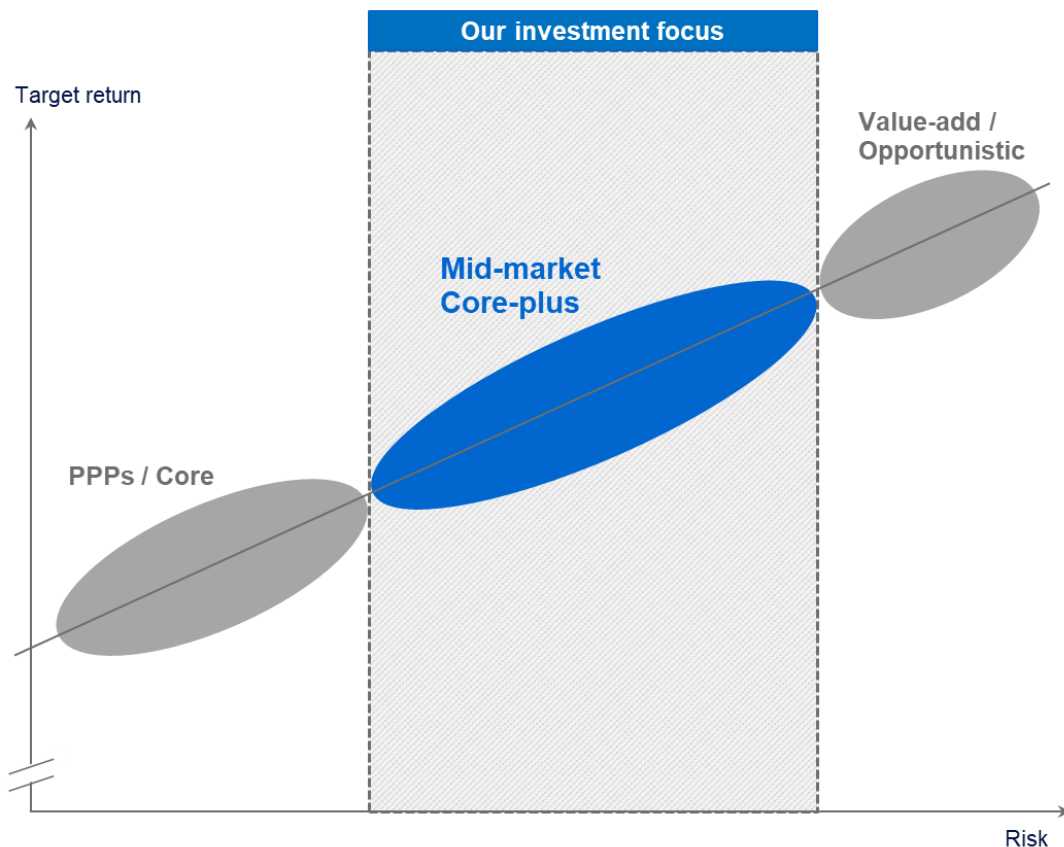 Our investment focus
Target return
Value-add /
Opportunistic
Mid-market
Core-plus
PPPs / Core
Risk